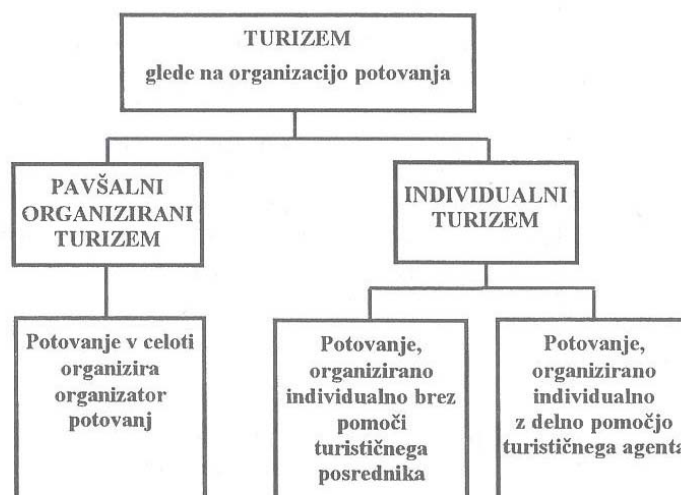 TURIZEM
glede na organizacijo potovanja
PAVŠALNI
ORGANIZIRANI
TURIZEM
INDIVIDUALNI
TURIZEM
Potovanje v celoti
organizira
organizator
potovanj
Potovanje,
organizirano
individualno brez
pomoči
turističnega
posrednika
Potovanje,
organizirano
individualno
z delno pomočjo
turističnega agenta